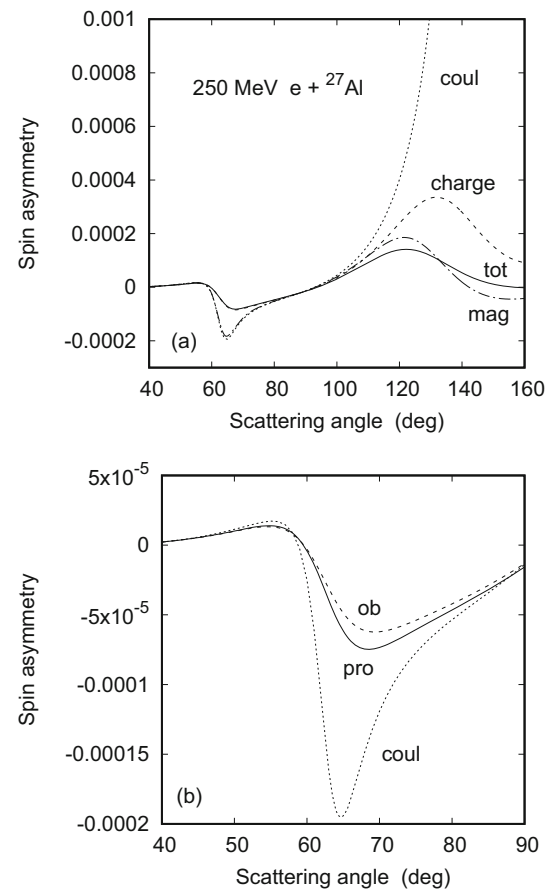 0.001
0.0008
0.0006
0.0004
0.0002
0
-0.0002
Spin asymmetry
250 MeV e + ²⁷Al
coul
charge
tot
mag
(a)
40 60 80 100 120 140 160
Scattering angle (deg)
5x10⁻⁵
0
-5x10⁻⁵
-0.0001
-0.00015
-0.0002
Spin asymmetry
ob
pro
coul
(b)
40 50 60 70 80 90
Scattering angle (deg)